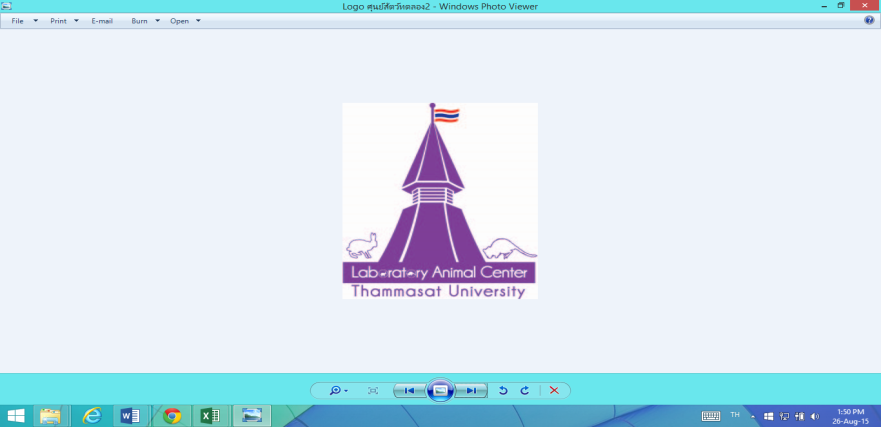 Logo ศูนย์สัตว์ทดลอง2 - Windows Photo Viewer
File Print E-mail Burn Open
Laboratory Animal Center
Thammasat University
TH
1:50 PM
26-Aug-15